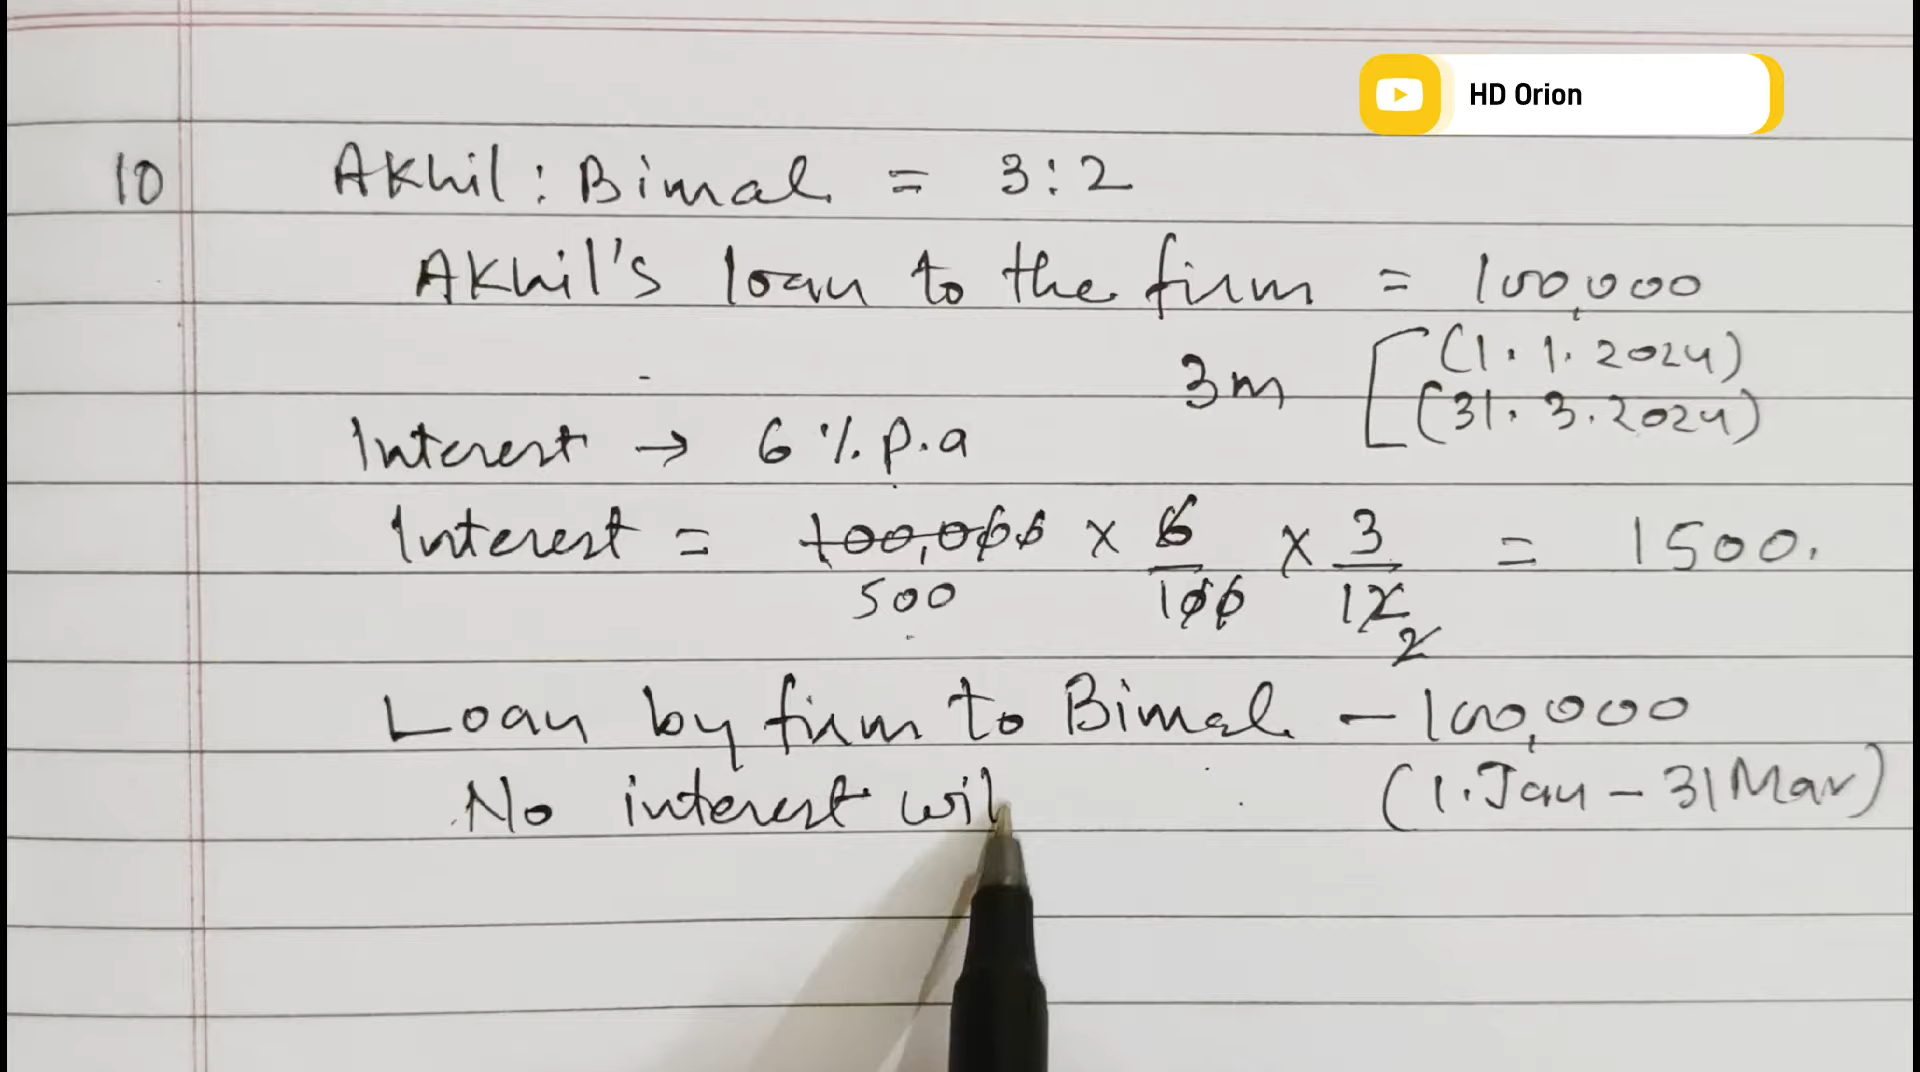 HD Orion
10 Akhil : Bimal = 3:2
Akhil's loan to the firm = 100,000
3m [(1.1.2024)
(31.3.2024)
Interest → 6 %. p.a
Interest = 100,000 × 6 × 3 = 1500.
500 100 12
2
Loan by firm to Bimal – 100,000
No interest wil (1.Jan – 31 Mar)